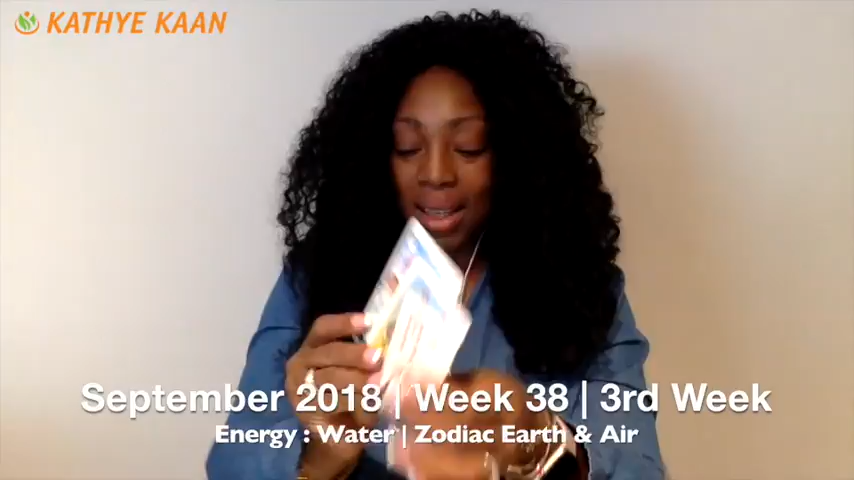 KATHYE KAAN
September 2018 | Week 38 | 3rd Week
Energy : Water | Zodiac Earth & Air